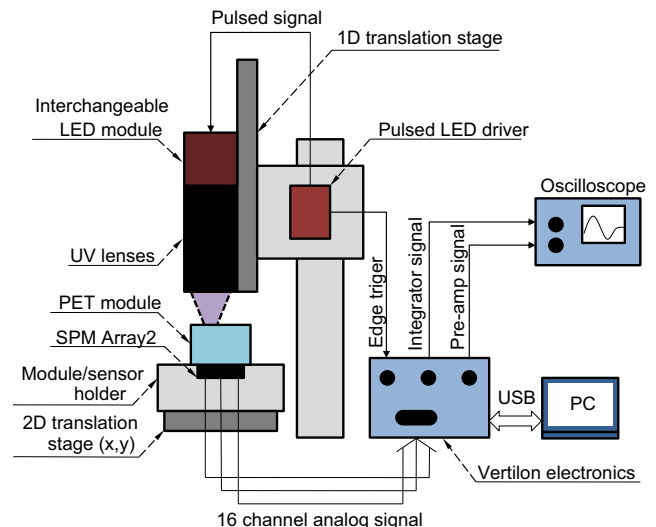 Pulsed signal
1D translation stage
Interchangeable
LED module
Pulsed LED driver
Oscilloscope
UV lenses
Edge triger
Integrator signal
Pre-amp signal
PET module
SPM Array2
Module/sensor
holder
USB
PC
2D translation
stage (x,y)
Vertilon electronics
16 channel analog signal